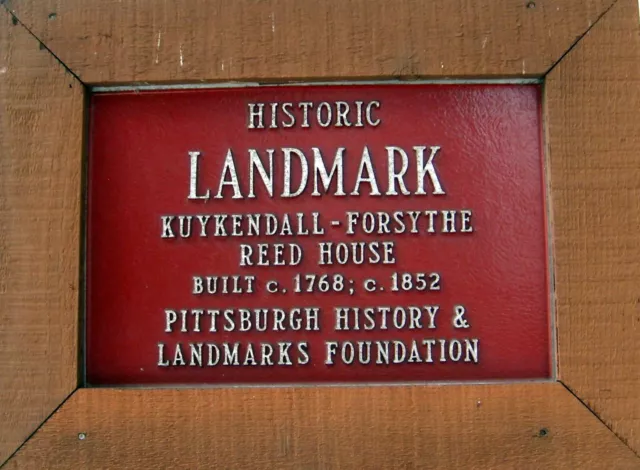 HISTORIC
LANDMARK
KUYKENDALL - FORSYTHE
REED HOUSE
BUILT c. 1768; c. 1852
PITTSBURGH HISTORY &
LANDMARKS FOUNDATION